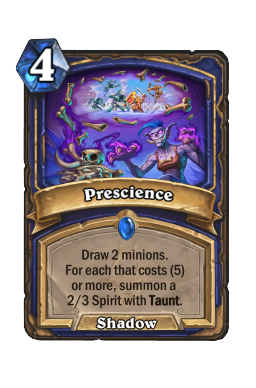 4
Prescience
Draw 2 minions.
For each that costs (5)
or more, summon a
2/3 Spirit with Taunt.
Shadow